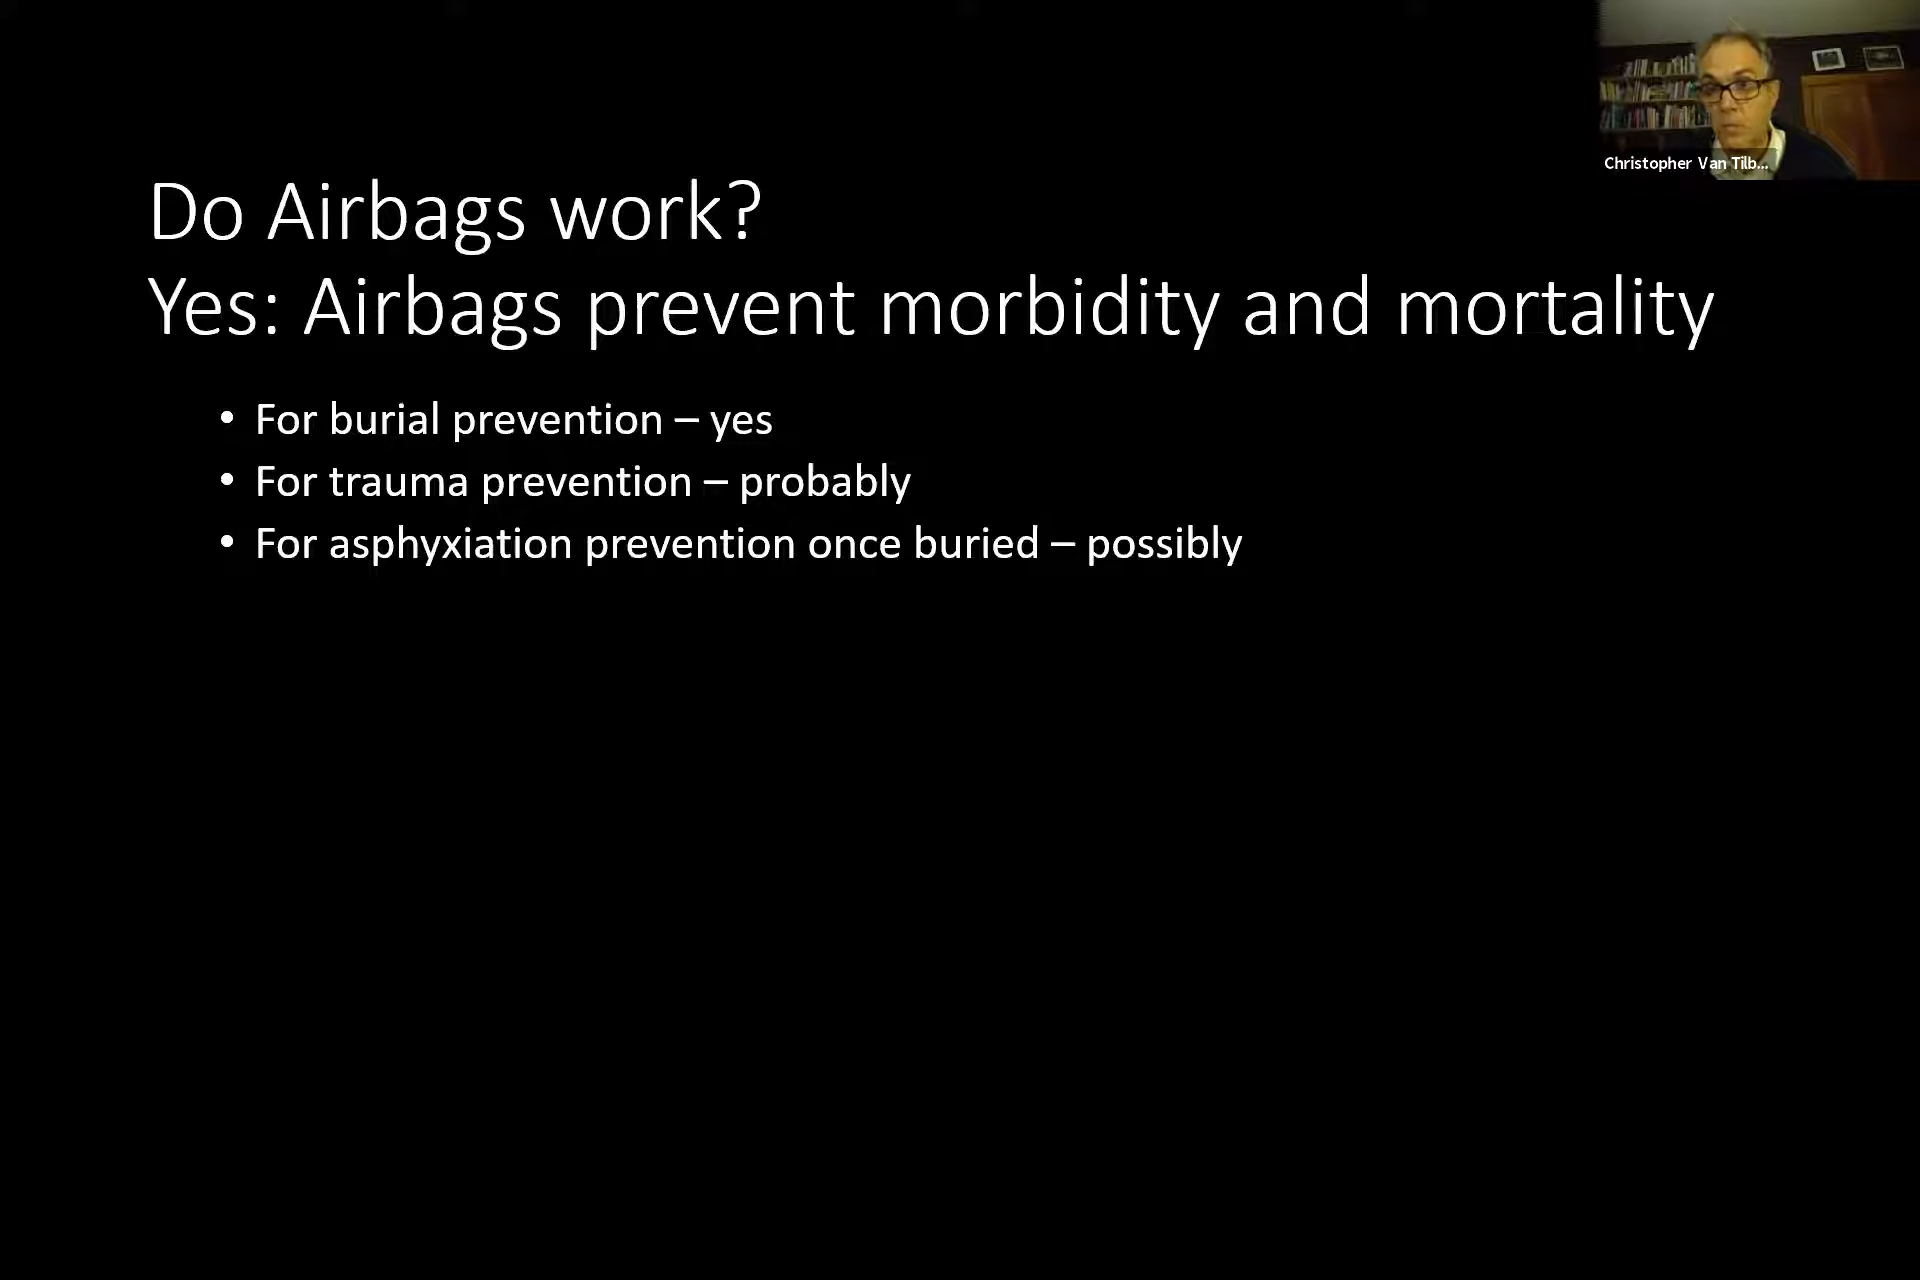 Do Airbags work?
Yes: Airbags prevent morbidity and mortality
• For burial prevention – yes
• For trauma prevention – probably
• For asphyxiation prevention once buried – possibly
Christopher Van Tilb...